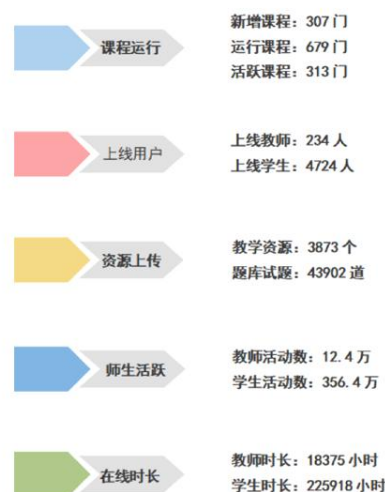 课程运行
新增课程：307 门
运行课程：679 门
活跃课程：313 门
上线用户
上线教师：234 人
上线学生：4724 人
资源上传
教学资源：3873 个
题库试题：43902 道
师生活跃
教师活动数：12.4 万
学生活动数：356.4 万
在线时长
教师时长：18375 小时
学生时长：225918 小时